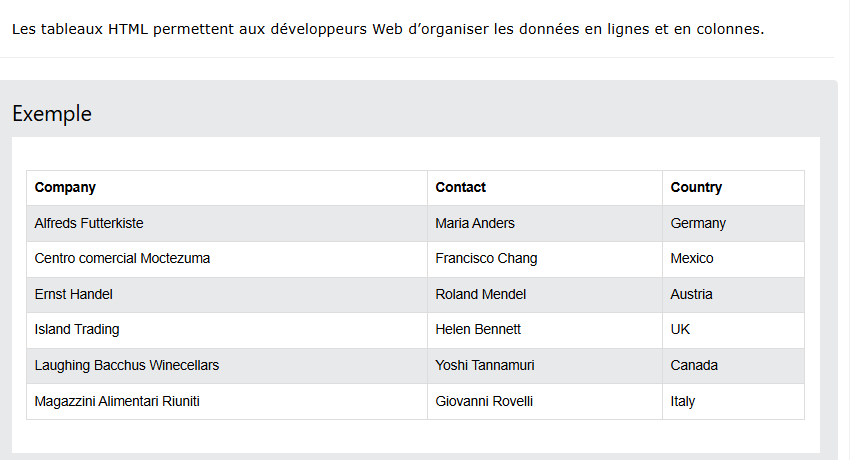 Les tableaux HTML permettent aux développeurs Web d’organiser les données en lignes et en colonnes.
Exemple
Company Contact Country
Alfreds Futterkiste Maria Anders Germany
Centro comercial Moctezuma Francisco Chang Mexico
Ernst Handel Roland Mendel Austria
Island Trading Helen Bennett UK
Laughing Bacchus Winecellars Yoshi Tannamuri Canada
Magazzini Alimentari Riuniti Giovanni Rovelli Italy